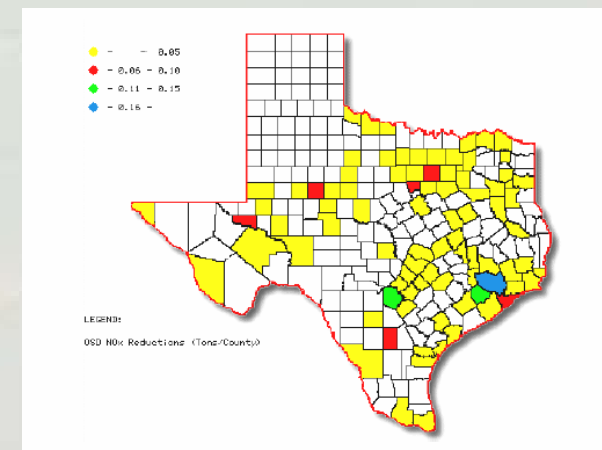 -    - 0.05
- 0.06 - 0.10
- 0.11 - 0.15
- 0.16 -
LEGEND:
OSD NOx Reductions (Tons/County)